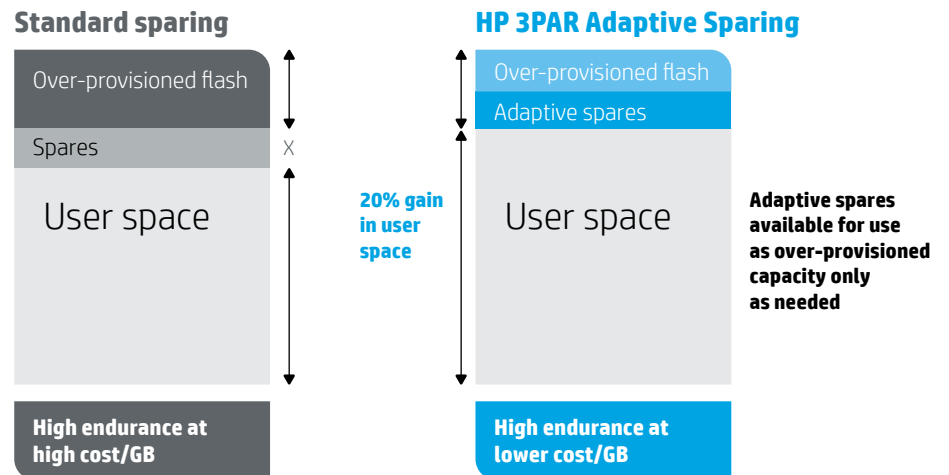 Standard sparing
Over-provisioned flash
Spares
X
User space
High endurance at
high cost/GB
20% gain
in user
space
HP 3PAR Adaptive Sparing
Over-provisioned flash
Adaptive spares
User space
High endurance at
lower cost/GB
Adaptive spares
available for use
as over-provisioned
capacity only
as needed